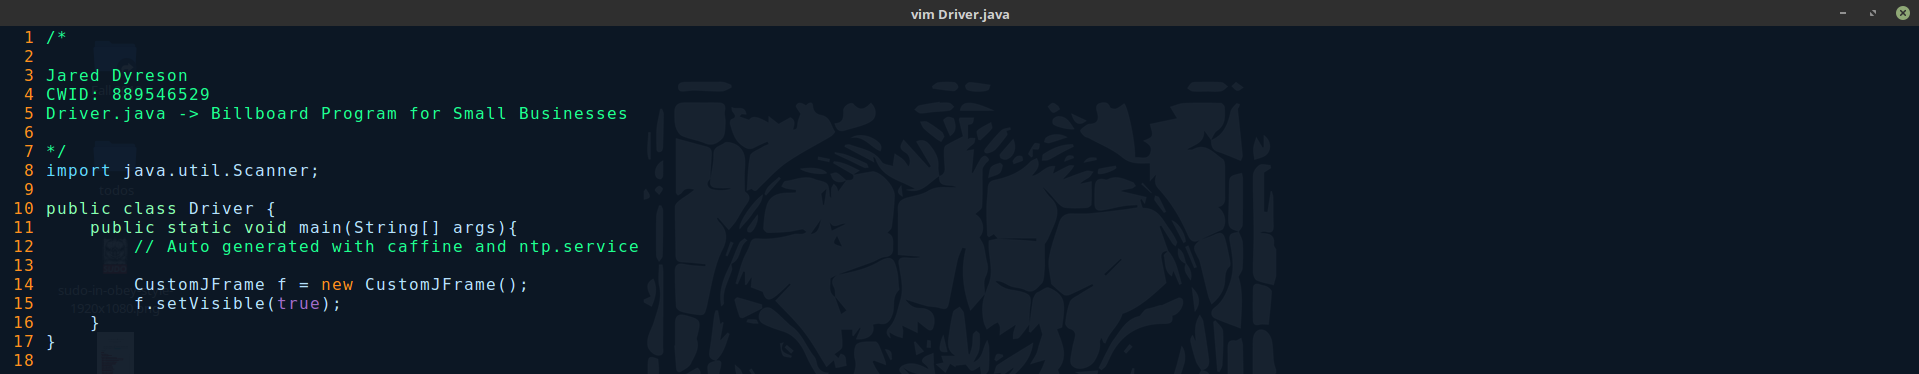 vim Driver.java
1 /*
2
3 Jared Dyreson
4 CWID: 889546529
5 Driver.java -> Billboard Program for Small Businesses
6
7 */
8 import java.util.Scanner;
9
10 public class Driver {
11     public static void main(String[] args){
12         // Auto generated with caffine and ntp.service
13
14         CustomJFrame f = new CustomJFrame();
15         f.setVisible(true);
16     }
17 }
18
todos